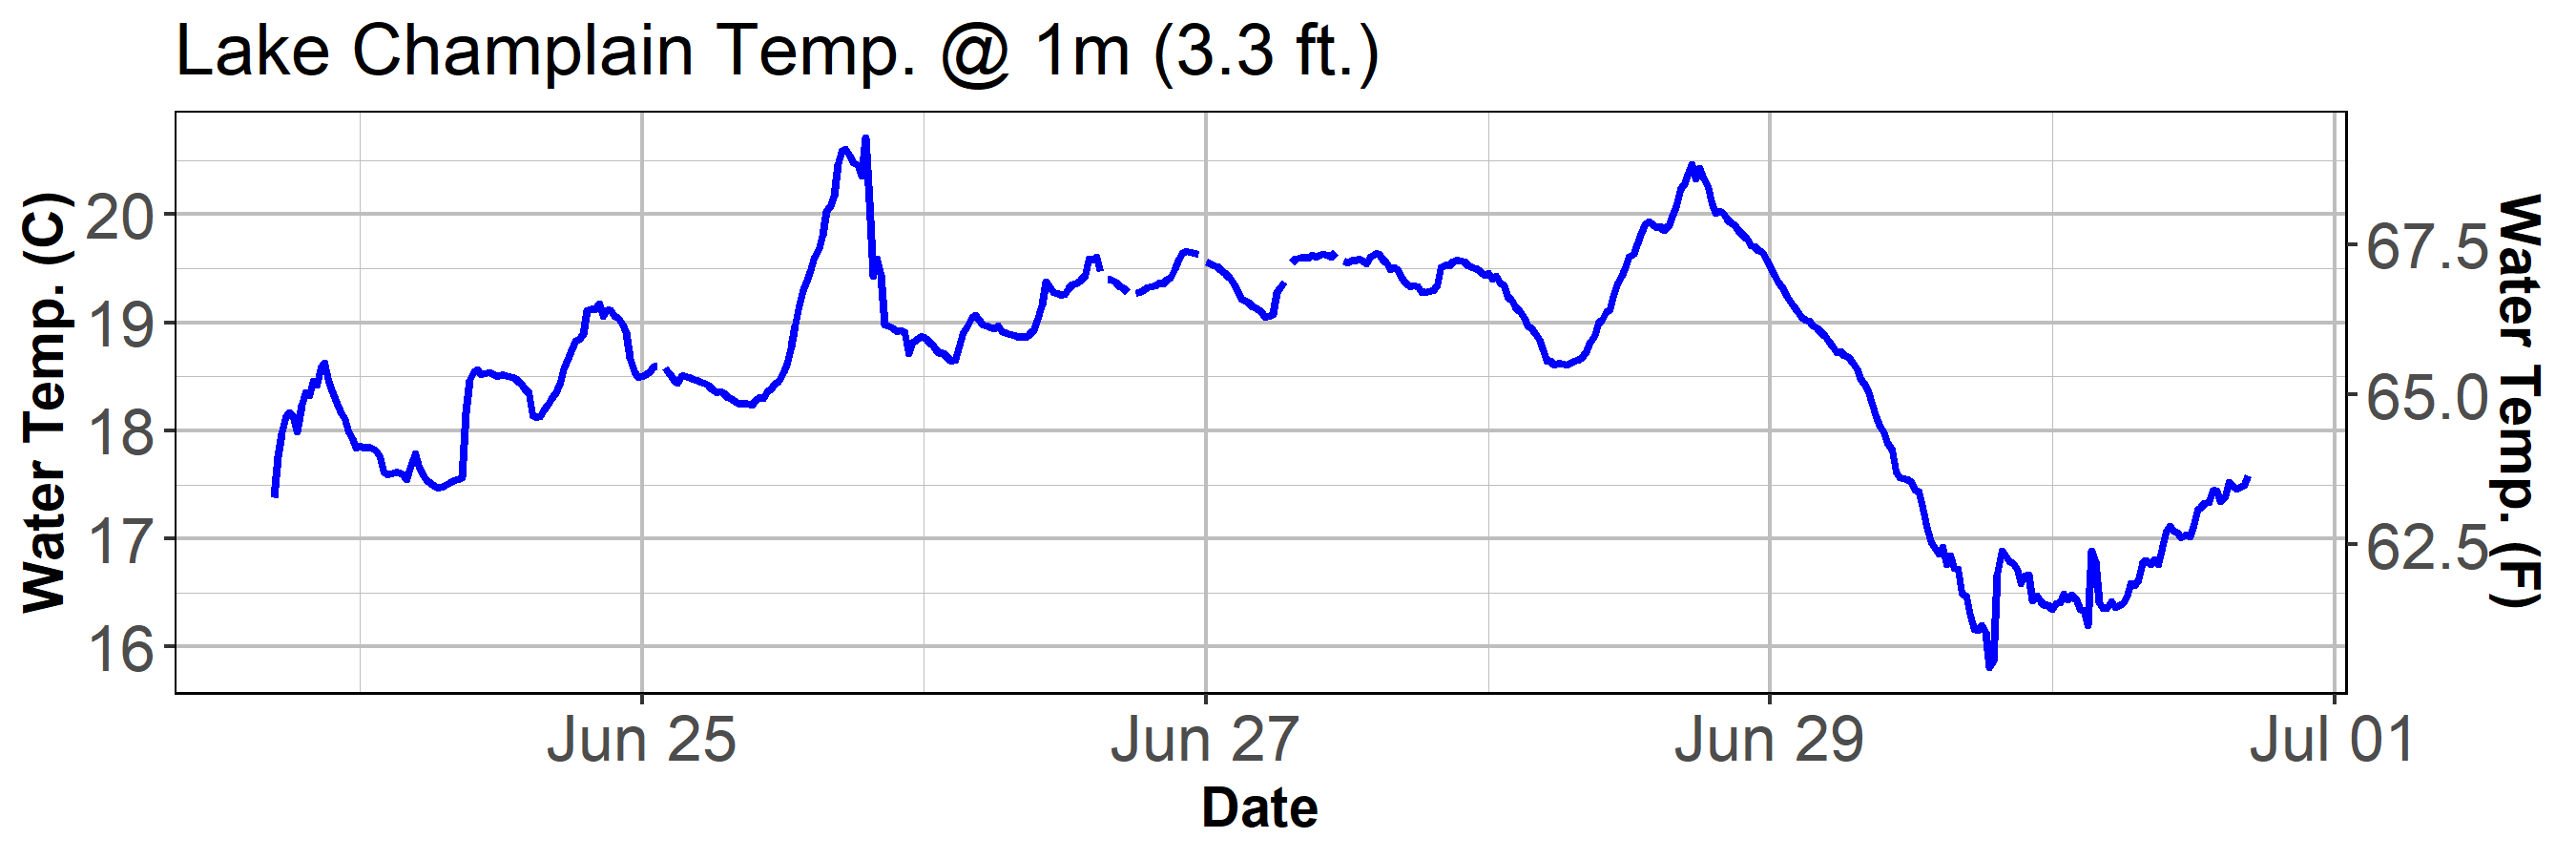 Lake Champlain Temp. @ 1m (3.3 ft.)
Water Temp. (C)
20
19
18
17
16
67.5
65.0
62.5
Water Temp. (F)
Jun 25
Jun 27
Jun 29
Jul 01
Date